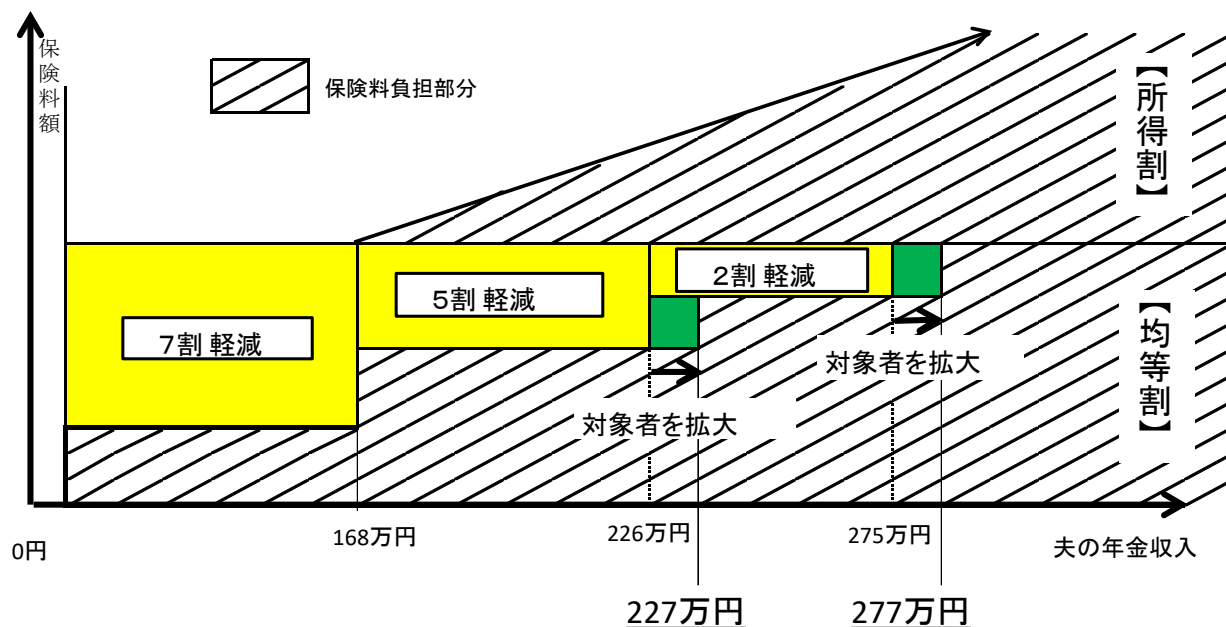 保険料額
保険料負担部分
【所得割】
2割 軽減
5割 軽減
7割 軽減
【均等割】
対象者を拡大
対象者を拡大
0円
168万円
226万円
275万円
夫の年金収入
227万円
277万円